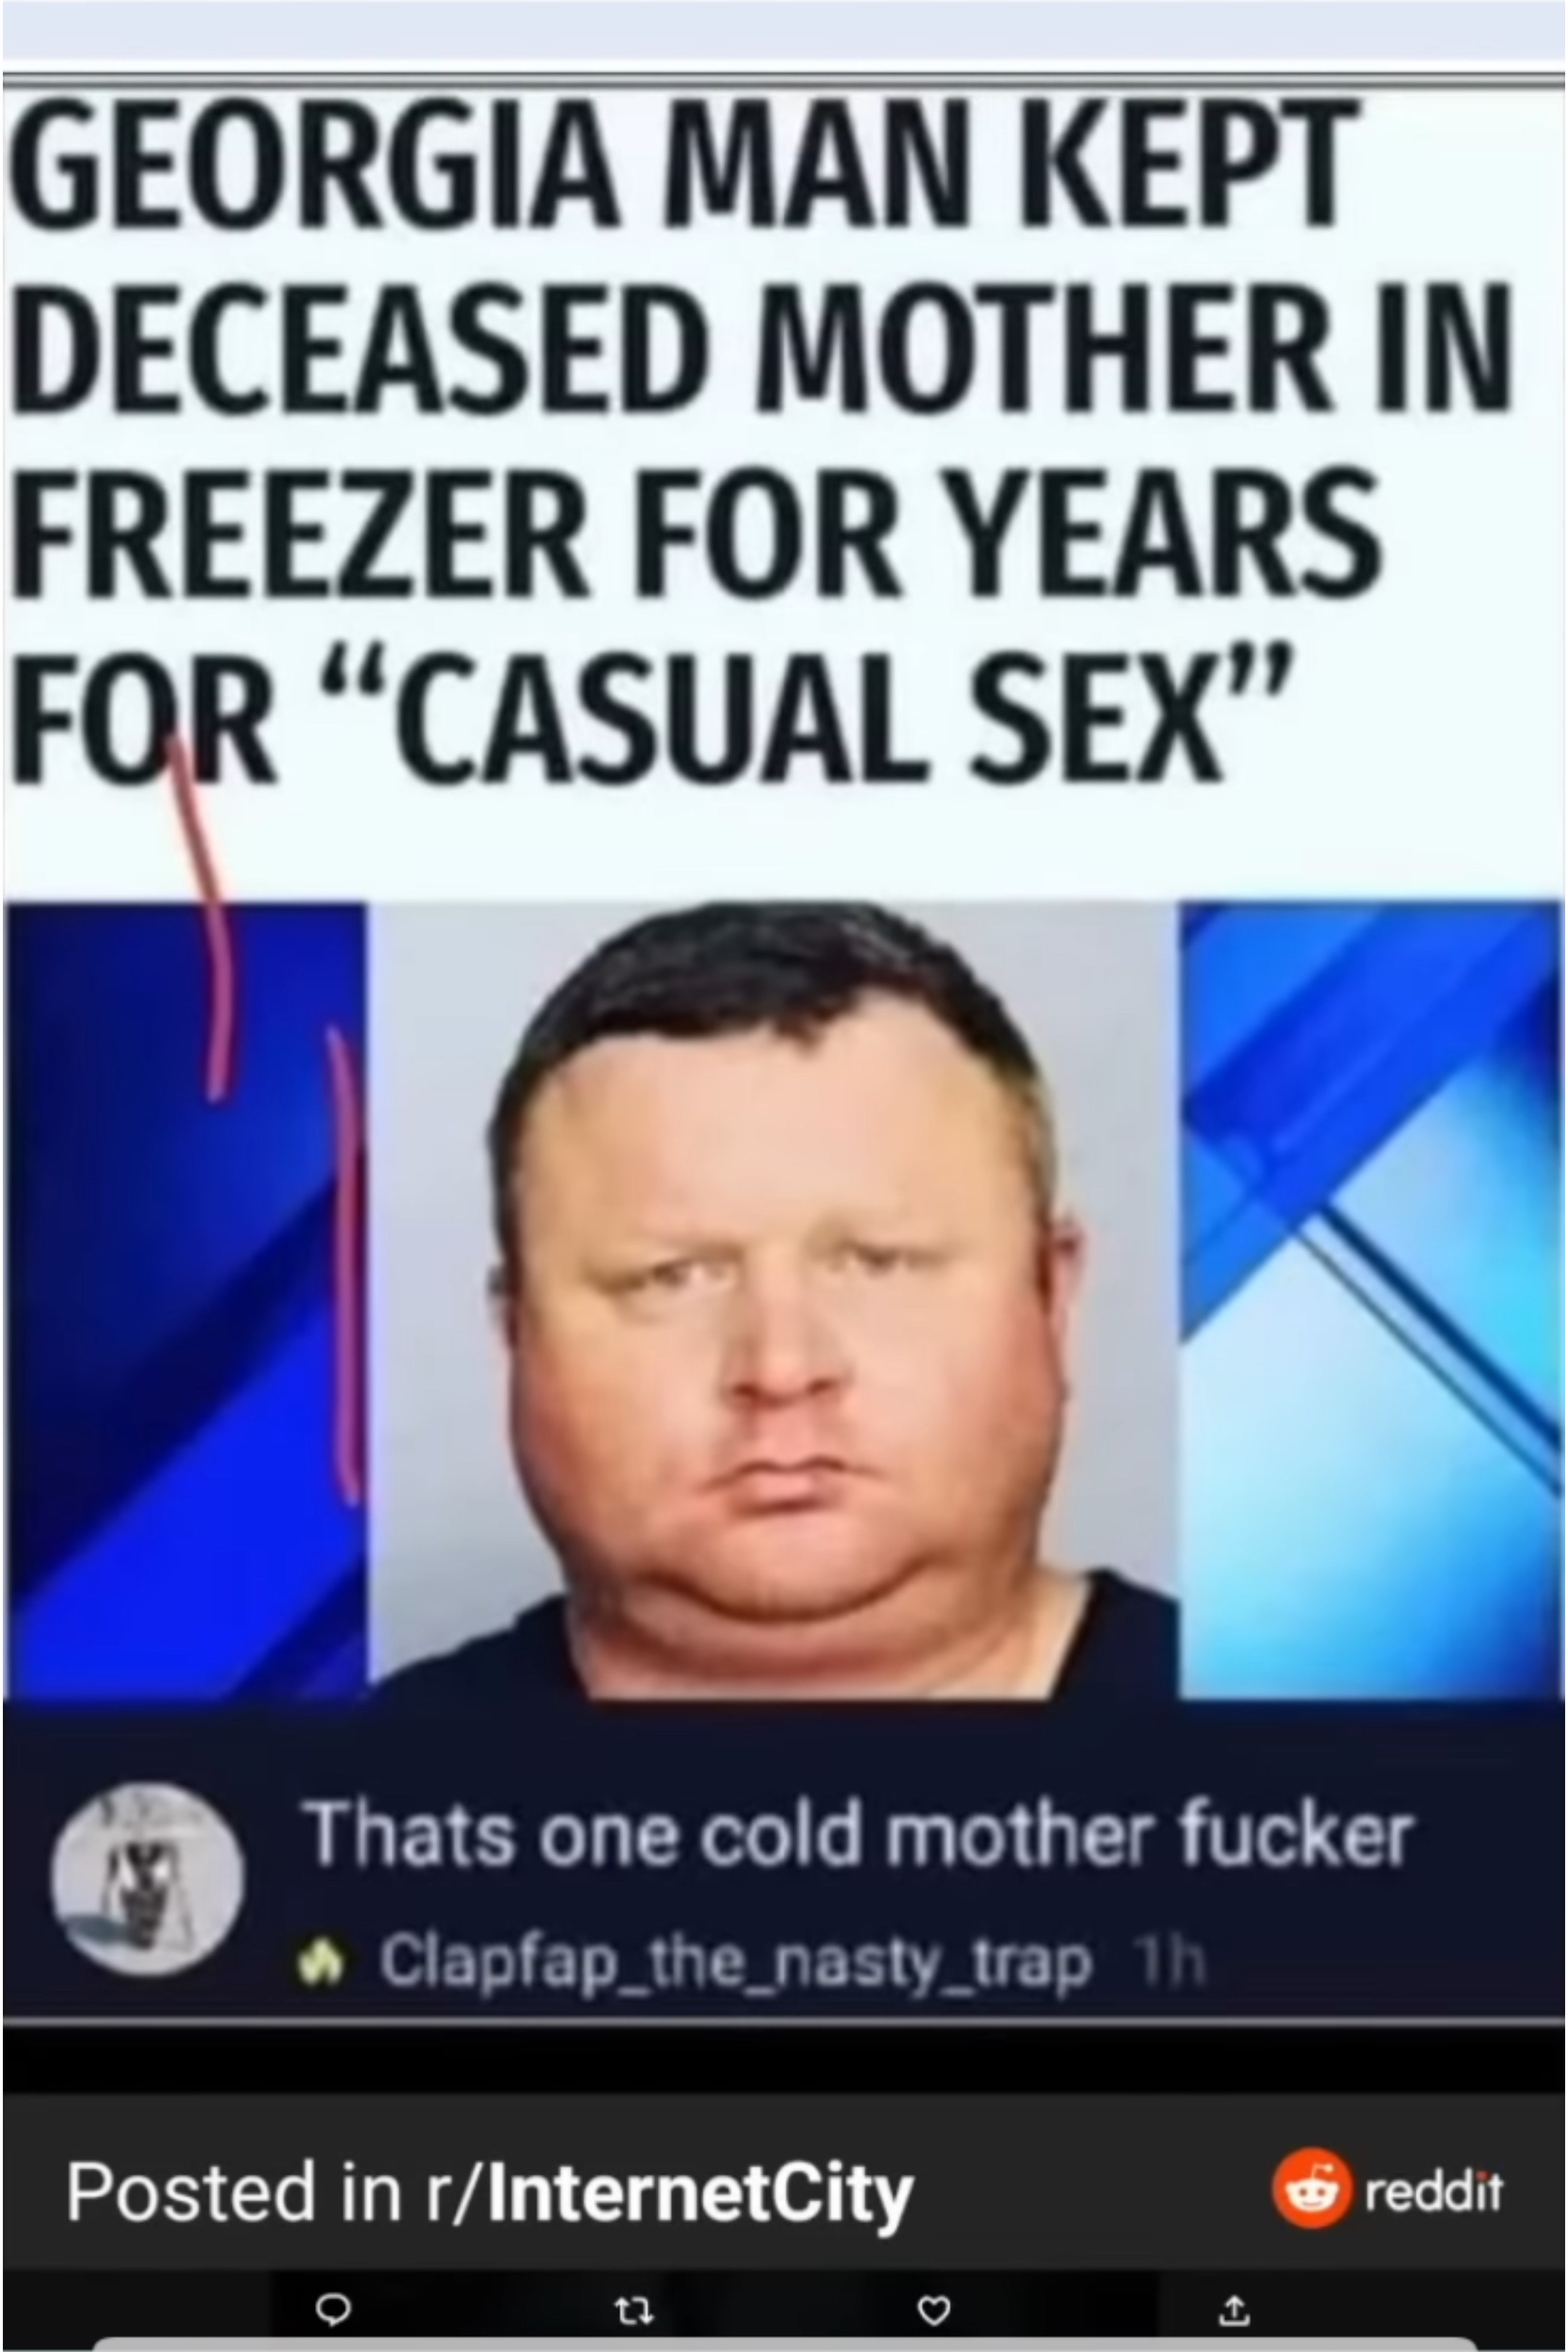 GEORGIA MAN KEPT
DECEASED MOTHER IN
FREEZER FOR YEARS
FOR “CASUAL SEX”
Thats one cold mother fucker
Clapfap_the_nasty_trap 1h
Posted in r/InternetCity
reddit